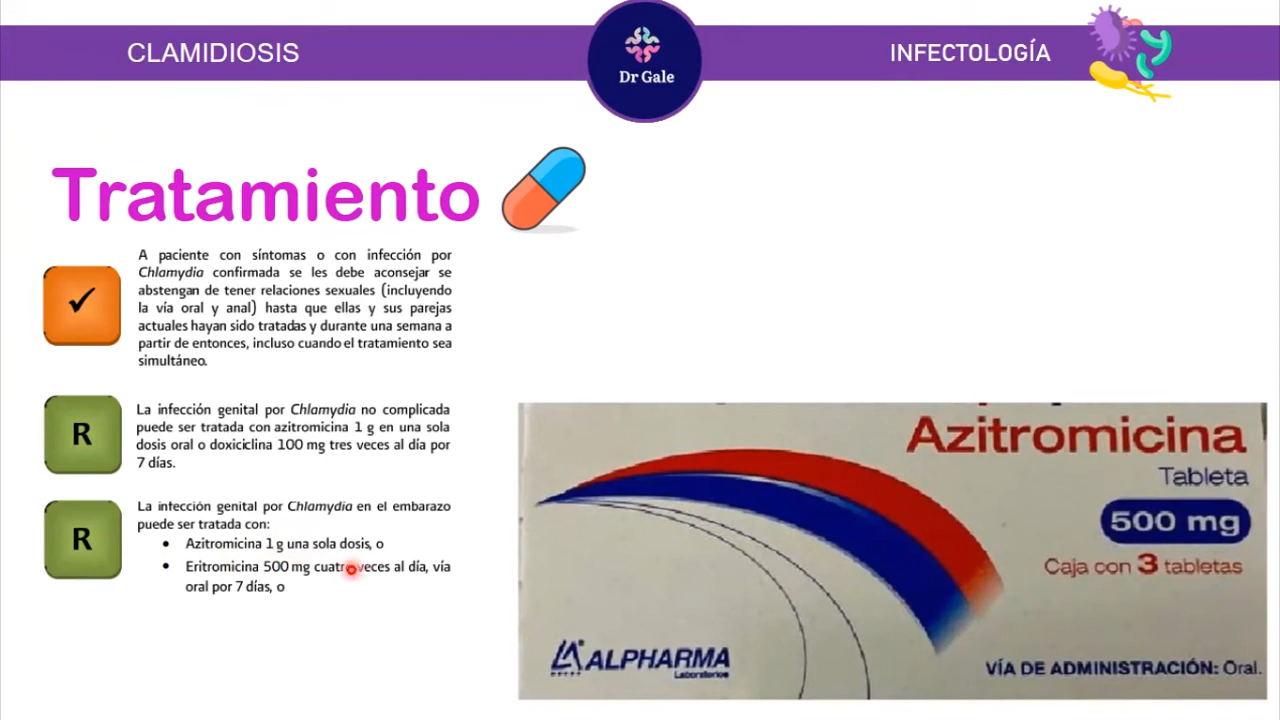 CLAMIDIOSIS
Dr Gale
INFECTOLOGÍA
Tratamiento
A paciente con síntomas o con infección por
Chlamydia confirmada se les debe aconsejar se
abstengan de tener relaciones sexuales (incluyendo
la vía oral y anal) hasta que ellas y sus parejas
actuales hayan sido tratadas y durante una semana a
partir de entonces, incluso cuando el tratamiento sea
simultáneo.
R
La infección genital por Chlamydia no complicada
puede ser tratada con azitromicina 1 g en una sola
dosis oral o doxiciclina 100 mg tres veces al día por
7 días.
R
La infección genital por Chlamydia en el embarazo
puede ser tratada con:
• Azitromicina 1 g una sola dosis, o
• Eritromicina 500 mg cuatro veces al día, vía
oral por 7 días, o
Azitromicina
Tableta
500 mg
Caja con 3 tabletas
ALPHARMA
Laboratorios
VÍA DE ADMINISTRACIÓN: Oral.